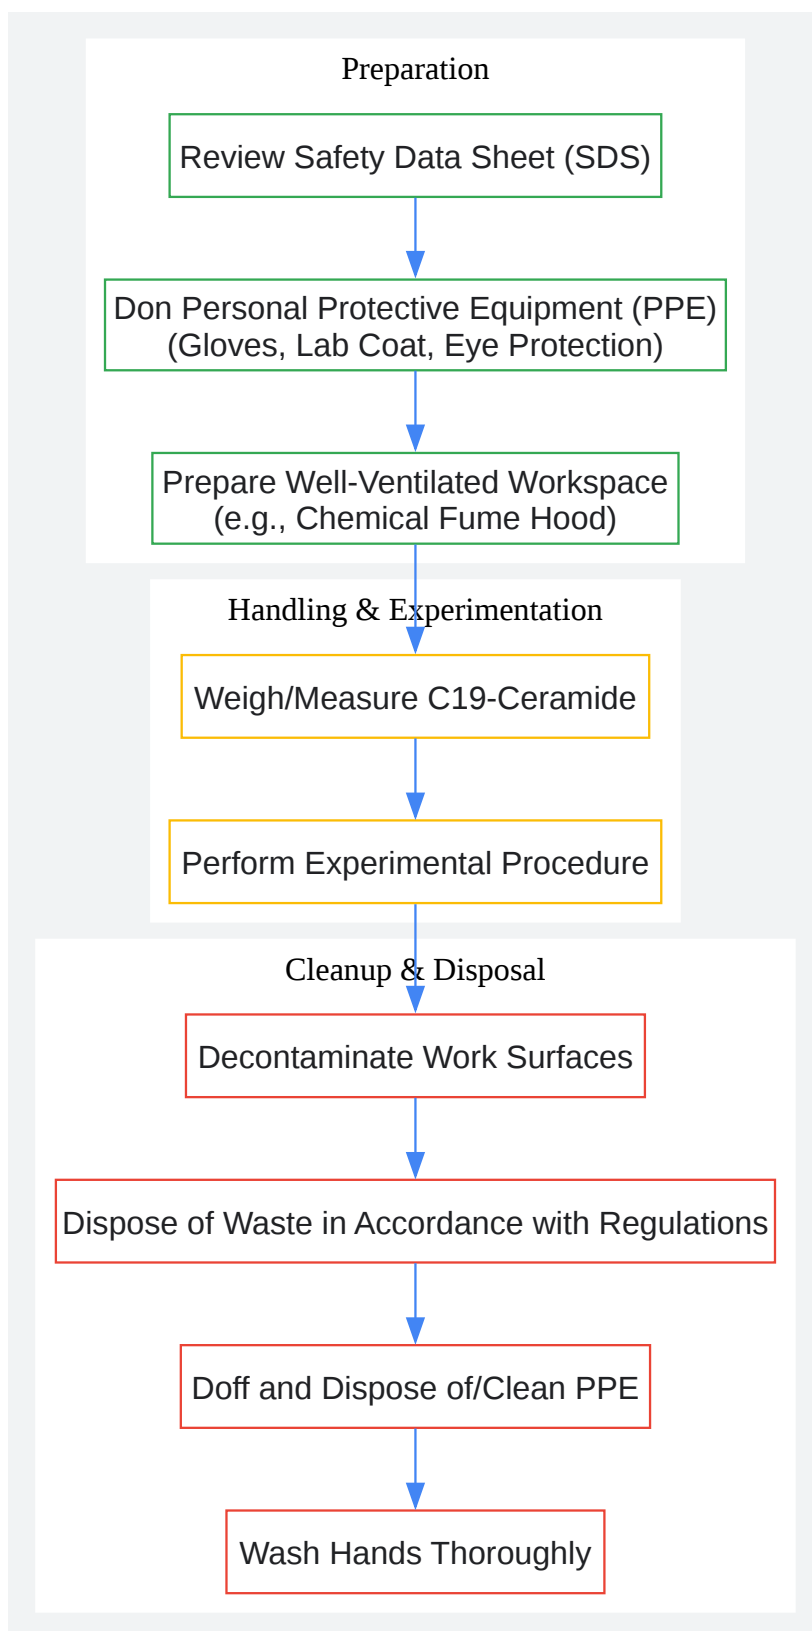 Preparation
Review Safety Data Sheet (SDS)
Don Personal Protective Equipment (PPE)
(Gloves, Lab Coat, Eye Protection)
Prepare Well-Ventilated Workspace
(e.g., Chemical Fume Hood)
Handling & Experimentation
Weigh/Measure C19-Ceramide
Perform Experimental Procedure
Cleanup & Disposal
Decontaminate Work Surfaces
Dispose of Waste in Accordance with Regulations
Doff and Dispose of/Clean PPE
Wash Hands Thoroughly